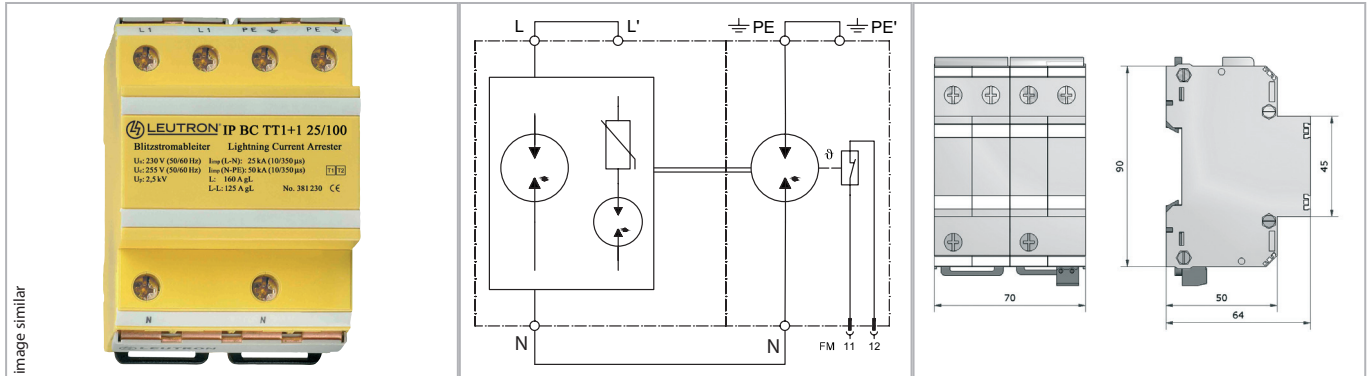 L1 L1 PE PE
LEUTRON IP BC TT1+1 25/100
Blitzstromableiter Lightning Current Arrester
Uₙ: 230 V (50/60 Hz) Iimp (L-N): 25 kA (10/350 µs)
U꜀: 255 V (50/60 Hz) Iimp (N-PE): 50 kA (10/350 µs)
Uₚ: 2,5 kV L: 160 A gL T1 T2
L-L: 125 A gL No. 381 230 CE
N N
LEUTRON
image similar
L L' PE PE'
ϑ
N N FM 11 12
90
45
70
50
64